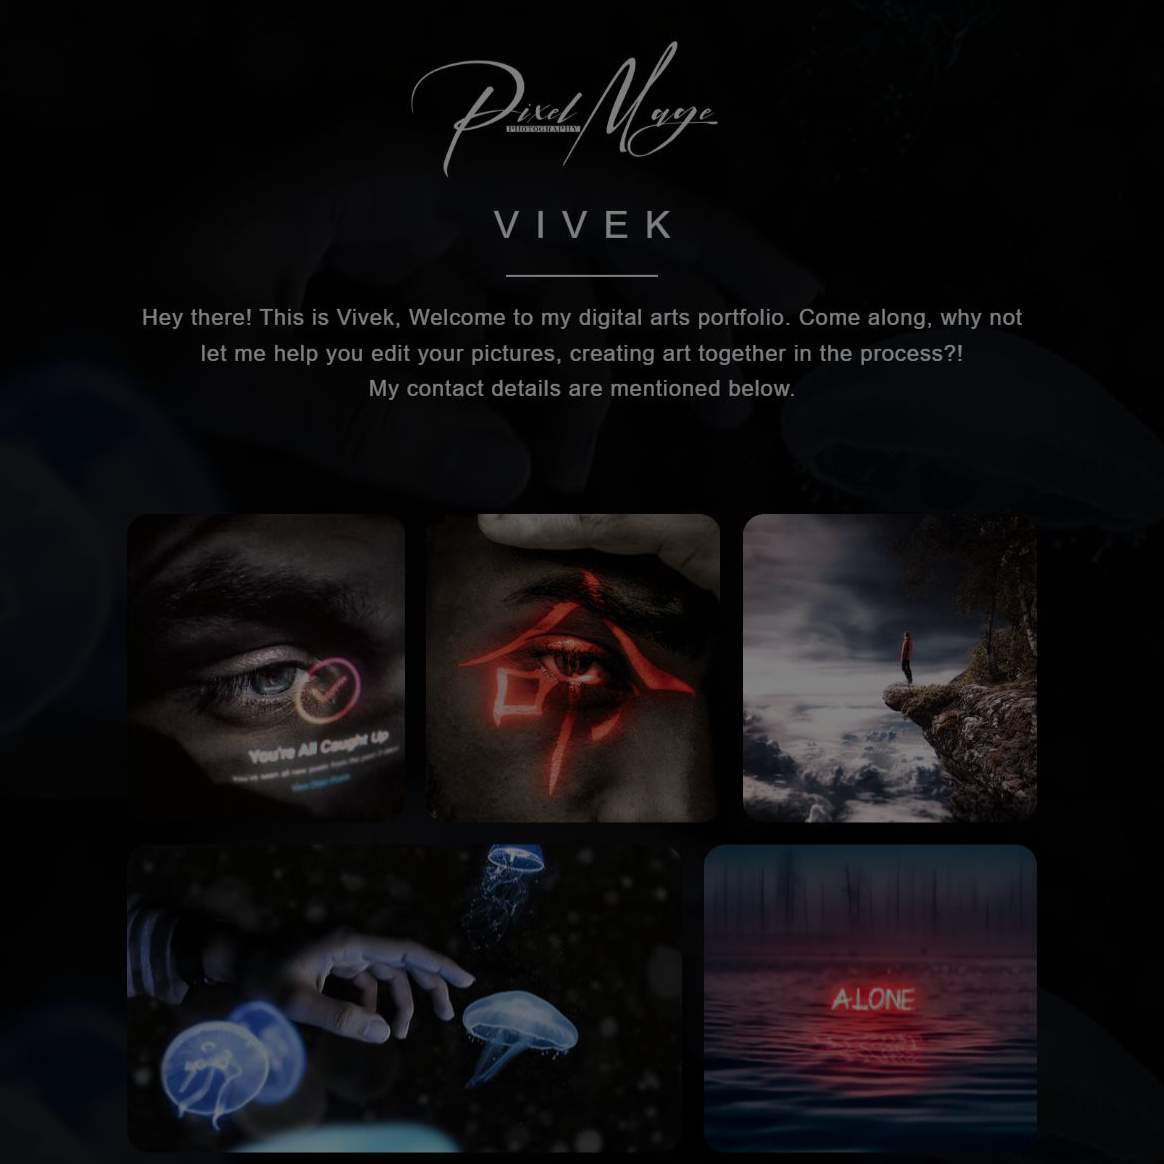 Pixel Mage
PHOTOGRAPHY
VIVEK
Hey there! This is Vivek, Welcome to my digital arts portfolio. Come along, why not
let me help you edit your pictures, creating art together in the process?!
My contact details are mentioned below.
You're All Caught Up
ALONE